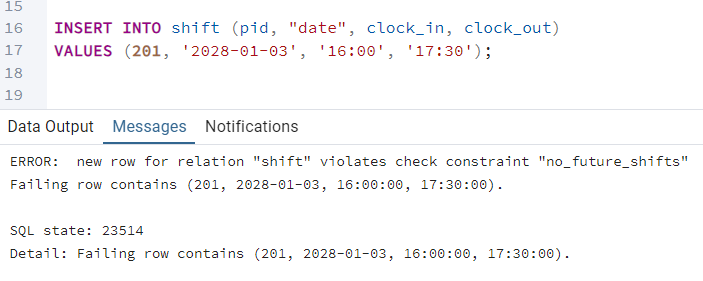 15
16 INSERT INTO shift (pid, "date", clock_in, clock_out)
17 VALUES (201, '2028-01-03', '16:00', '17:30');
18
19
Data Output Messages Notifications
ERROR:  new row for relation "shift" violates check constraint "no_future_shifts"
Failing row contains (201, 2028-01-03, 16:00:00, 17:30:00).
SQL state: 23514
Detail: Failing row contains (201, 2028-01-03, 16:00:00, 17:30:00).